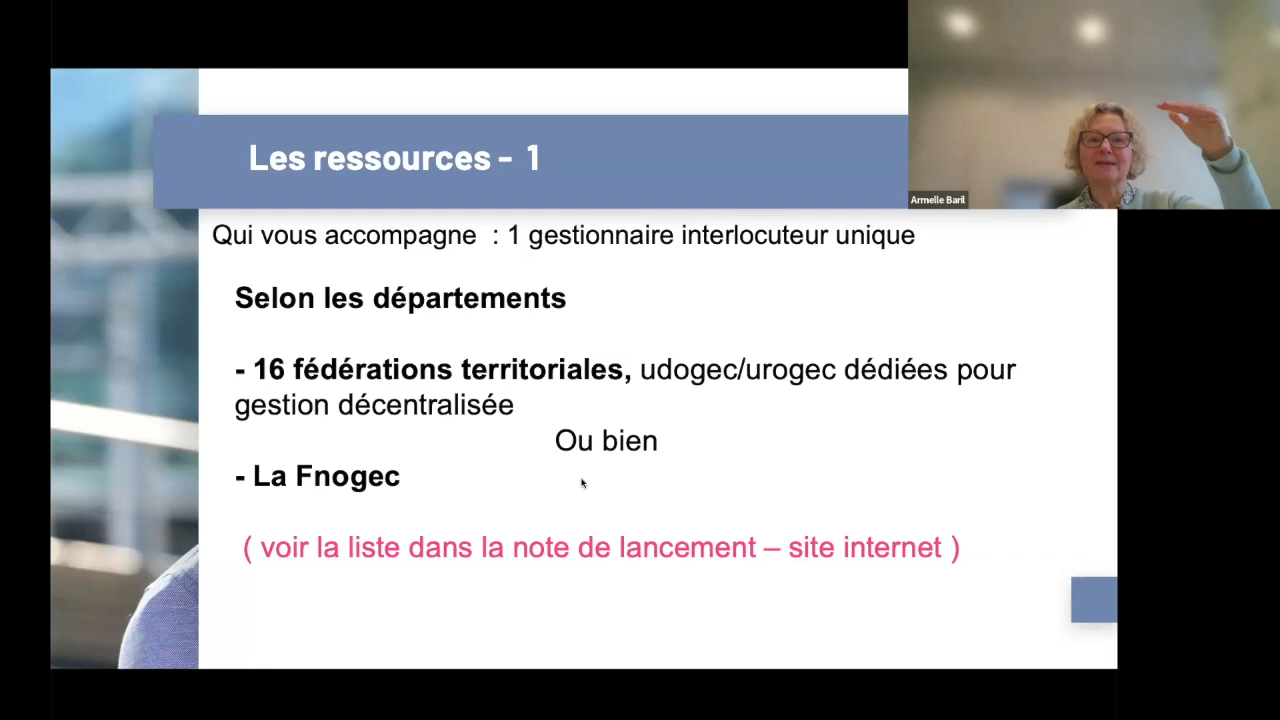 Les ressources - 1
Armelle Baril
Qui vous accompagne : 1 gestionnaire interlocuteur unique
Selon les départements
- 16 fédérations territoriales, udogec/urogec dédiées pour
gestion décentralisée
Ou bien
- La Fnogec
( voir la liste dans la note de lancement – site internet )